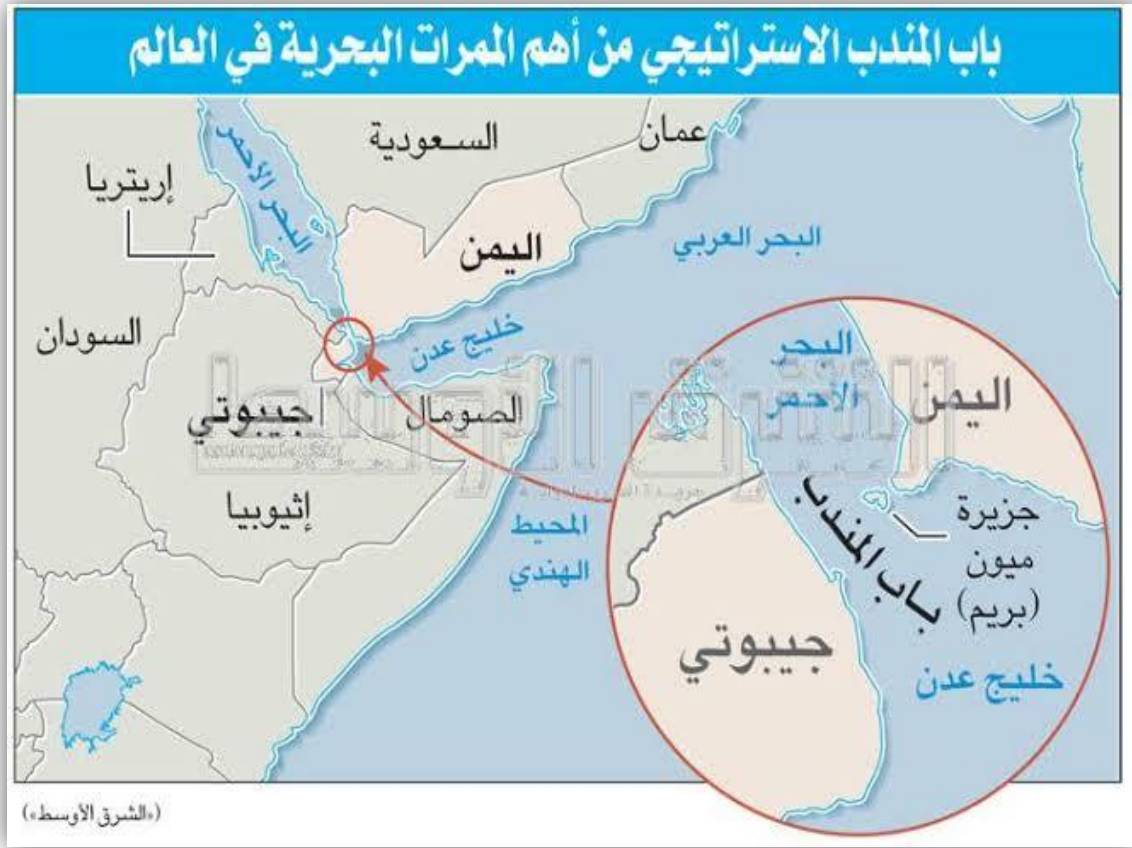 باب المندب الاستراتيجي من أهم الممرات البحرية في العالم
السعودية
عمان
إريتريا
البحر الأحمر
اليمن
البحر العربي
السودان
خليج عدن
جيبوتي
الصومال
إثيوبيا
المحيط
الهندي
البحر
الأحمر
اليمن
باب المندب
جزيرة
ميون
(بريم)
جيبوتي
خليج عدن
الشرق الأوسط
(«الشرق الأوسط»)